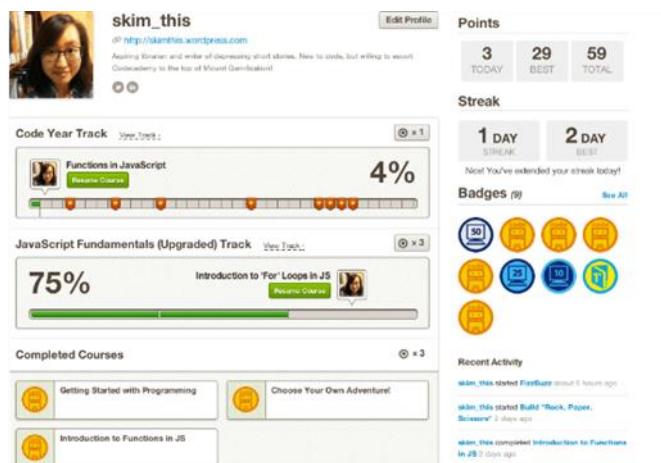 skim_this
Edit Profile
http://skimthis.wordpress.com
Aspiring librarian and writer of depressing short stories. New to code, but willing to escort
Codecademy to the top of Mount Gamification!
Code Year Track
View Track ›
x 1
Functions in JavaScript
Resume Course
4%
JavaScript Fundamentals (Upgraded) Track
View Track ›
x 3
75%
Introduction to 'For' Loops in JS
Resume Course
Completed Courses
x 3
Getting Started with Programming
Choose Your Own Adventure!
Introduction to Functions in JS
Points
3
TODAY
29
BEST
59
TOTAL
Streak
1 DAY
STREAK
2 DAY
BEST
Nice! You've extended your streak today!
Badges (9)
See All
50
25
10
1
Recent Activity
skim_this started FizzBuzz about 5 hours ago
skim_this started Build "Rock, Paper,
Scissors" 2 days ago
skim_this completed Introduction to Functions
in JS 2 days ago